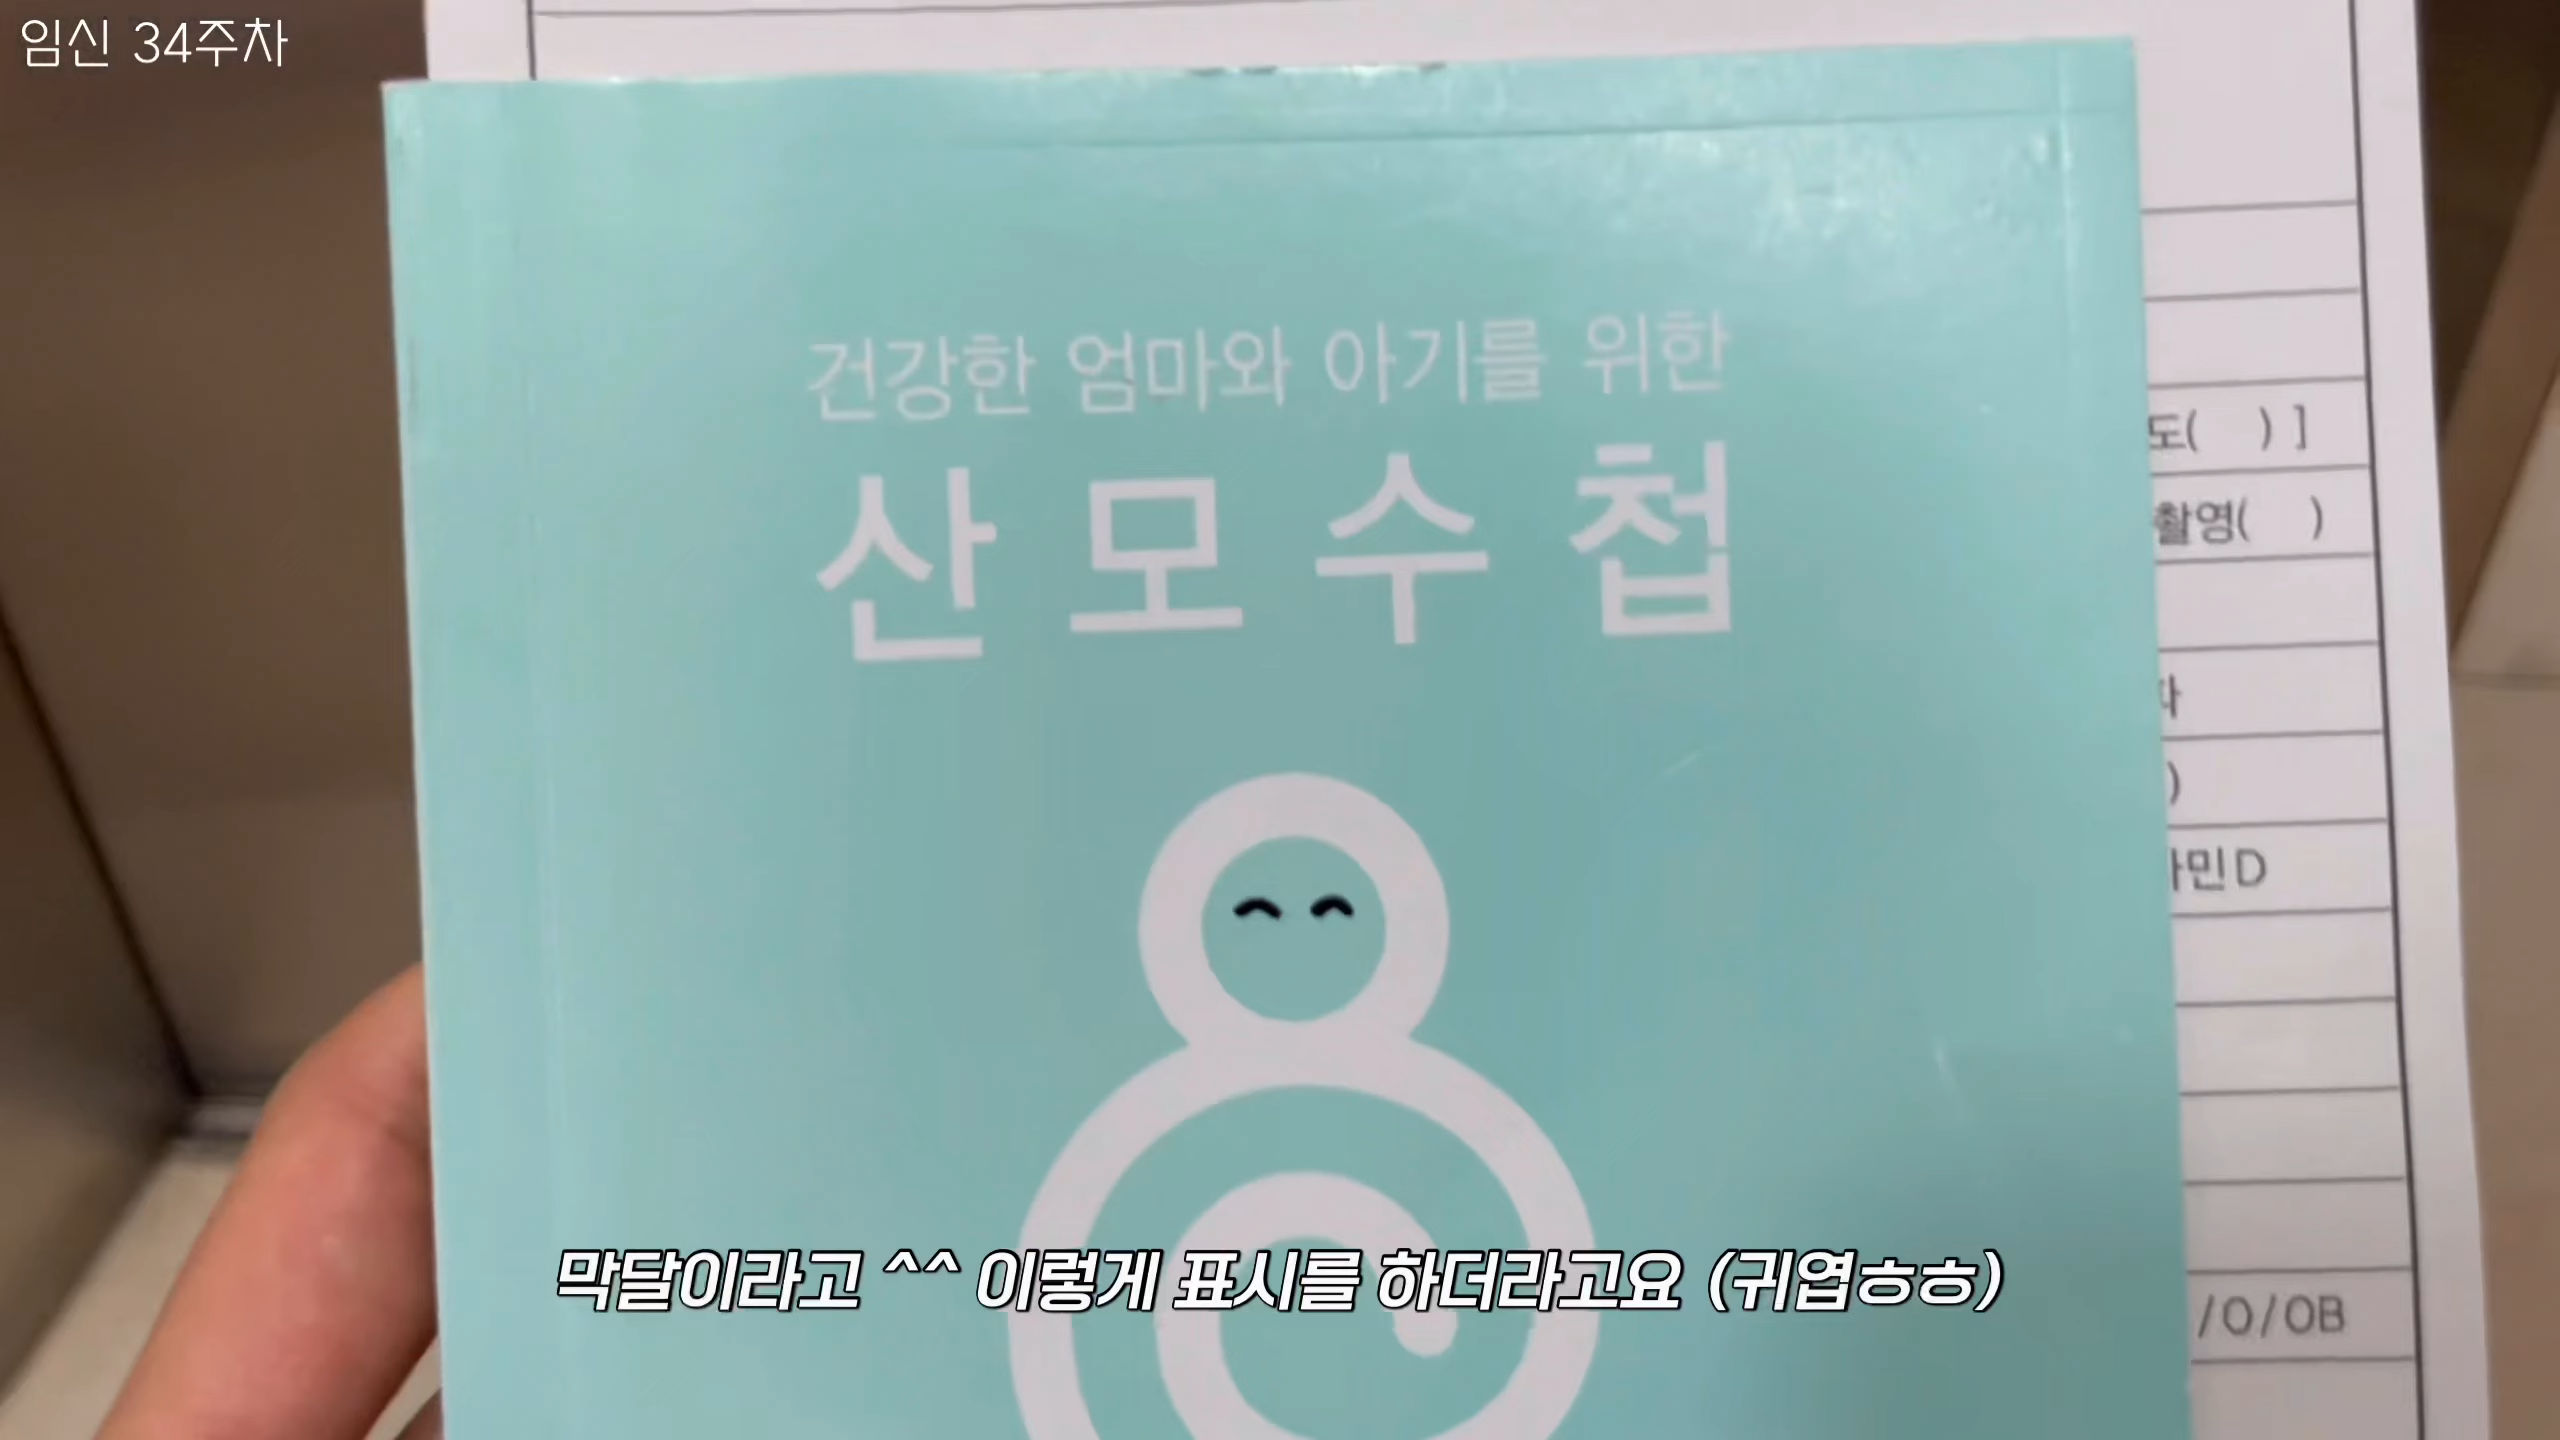 임신 34주차
건강한 엄마와 아기를 위한
산모수첩
도( ) ]
촬영( )
)
민D
/O/OB
막달이라고 ^^ 이렇게 표시를 하더라고요 (귀엽ㅎㅎ)